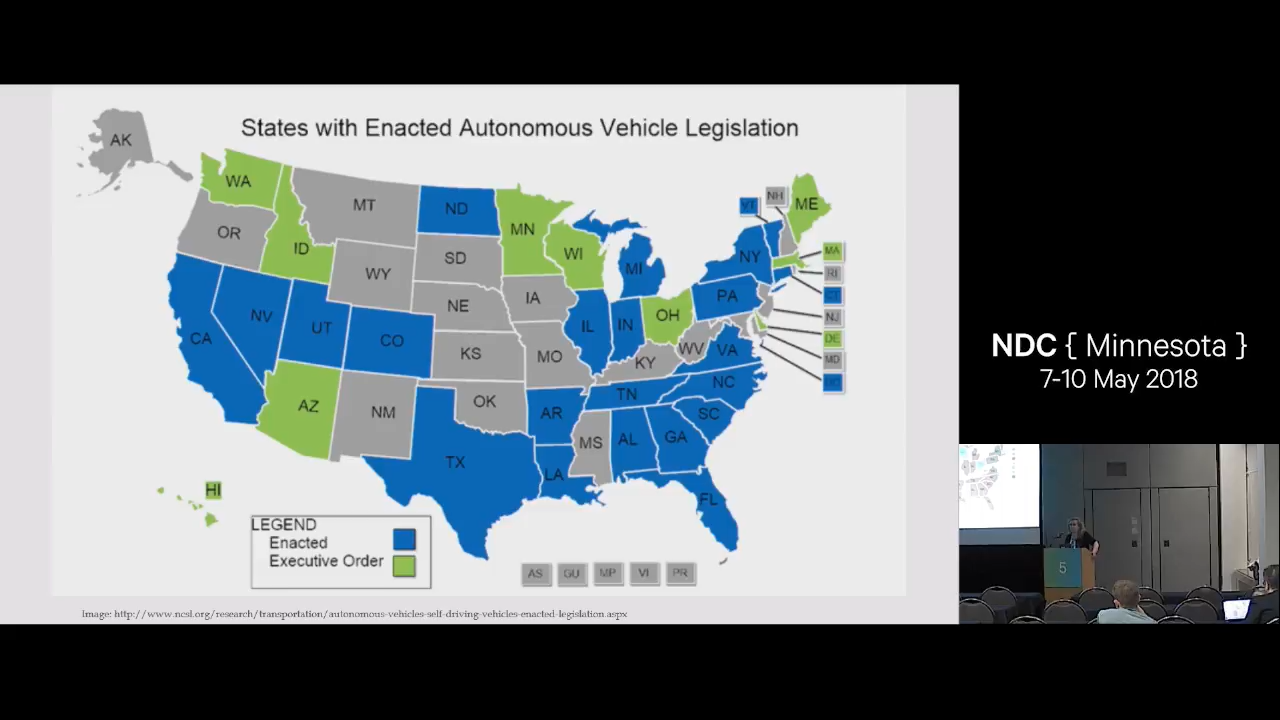 States with Enacted Autonomous Vehicle Legislation
AK
WA
MT
ND
MN
VT
NH
ME
OR
ID
WY
SD
WI
MI
NY
MA
RI
CT
NJ
DE
MD
DC
NV
UT
CO
NE
IA
IL
IN
OH
PA
CA
KS
MO
KY
WV
VA
AZ
NM
OK
AR
TN
NC
SC
TX
LA
MS
AL
GA
FL
HI
LEGEND
Enacted
Executive Order
AS
GU
MP
VI
PR
Image: http://www.ncsl.org/research/transportation/autonomous-vehicles-self-driving-vehicles-enacted-legislation.aspx
NDC { Minnesota }
7-10 May 2018
5